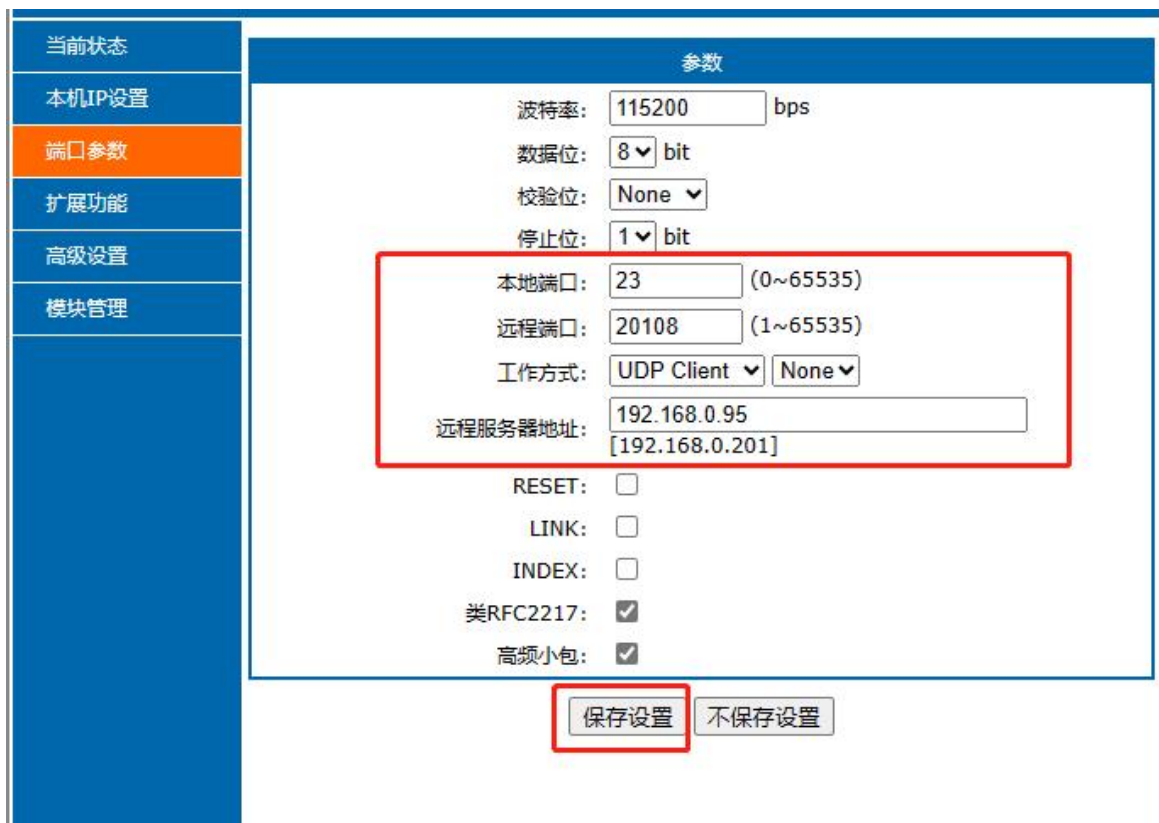 当前状态
本机IP设置
端口参数
扩展功能
高级设置
模块管理
参数
波特率: 115200 bps
数据位: 8 bit
校验位: None
停止位: 1 bit
本地端口: 23 (0~65535)
远程端口: 20108 (1~65535)
工作方式: UDP Client None
远程服务器地址: 192.168.0.95
[192.168.0.201]
RESET:
LINK:
INDEX:
类RFC2217:
高频小包:
保存设置 不保存设置